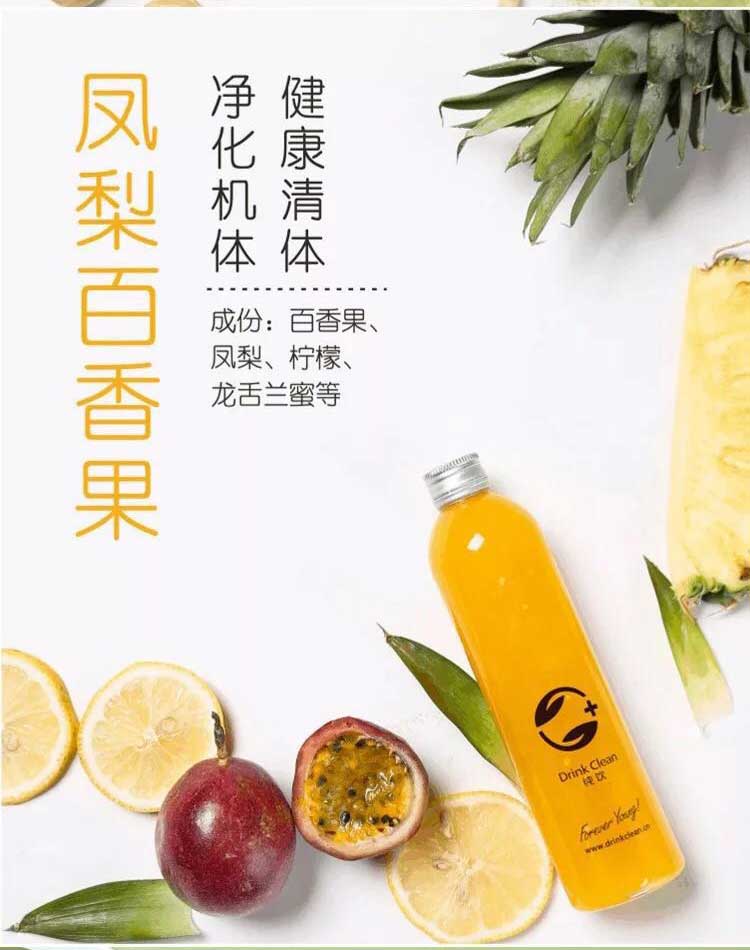 凤梨百香果
健康清体
净化机体
成份：百香果、
凤梨、柠檬、
龙舌兰蜜等
Drink Clean
纯饮
Forever Young!
www.drinkclean.cn